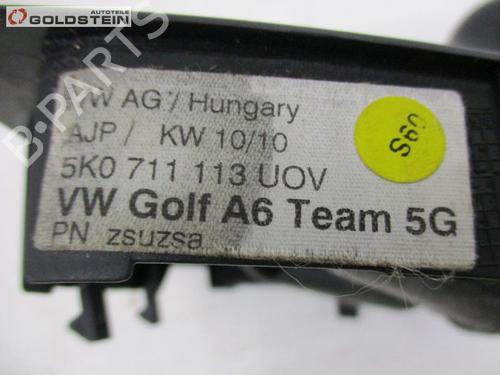 AUTOTEILE
GOLDSTEIN
VW AG / Hungary
AJP / KW 10/10
5K0 711 113 UOV
VW Golf A6 Team 5G
PN zsuzsa
S60
B-PARTS